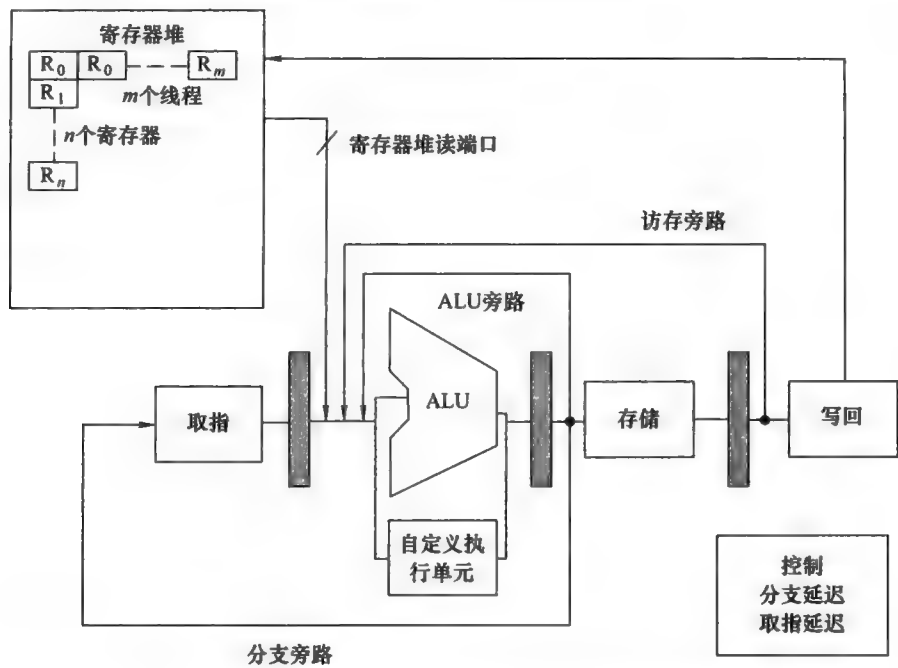 寄存器堆
R0 R0 Rm
R1 m个线程
n个寄存器
Rn
寄存器堆读端口
访存旁路
ALU旁路
取指
ALU
存储
写回
自定义执
行单元
控制
分支延迟
取指延迟
分支旁路